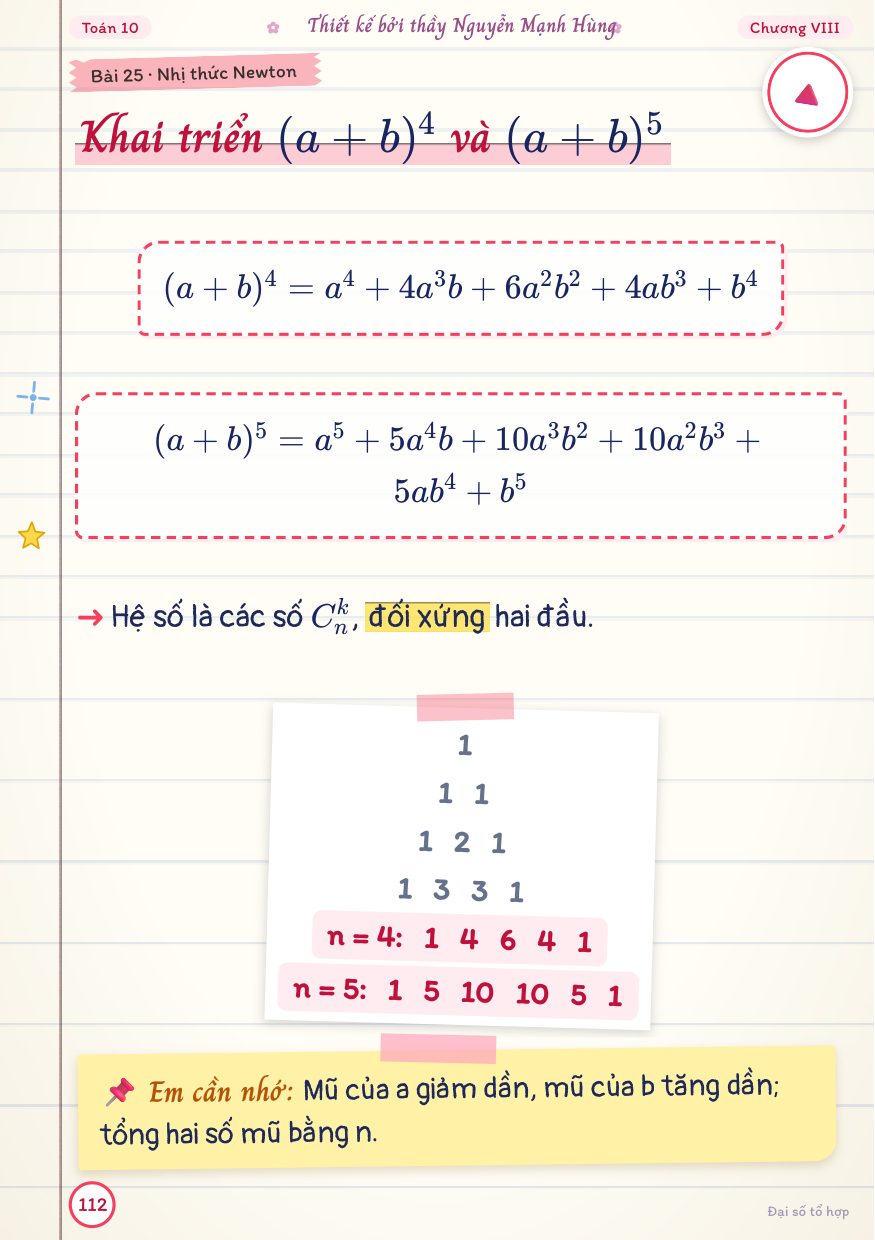 Toán 10
Thiết kế bởi thầy Nguyễn Mạnh Hùng
Chương VIII
Bài 25 · Nhị thức Newton
Khai triển (a + b)^4 và (a + b)^5
(a + b)^4 = a^4 + 4a^3b + 6a^2b^2 + 4ab^3 + b^4
(a + b)^5 = a^5 + 5a^4b + 10a^3b^2 + 10a^2b^3 +
5ab^4 + b^5
→ Hệ số là các số C_n^k, đối xứng hai đầu.
1
1 1
1 2 1
1 3 3 1
n = 4: 1 4 6 4 1
n = 5: 1 5 10 10 5 1
Em cần nhớ: Mũ của a giảm dần, mũ của b tăng dần;
tổng hai số mũ bằng n.
112
Đại số tổ hợp